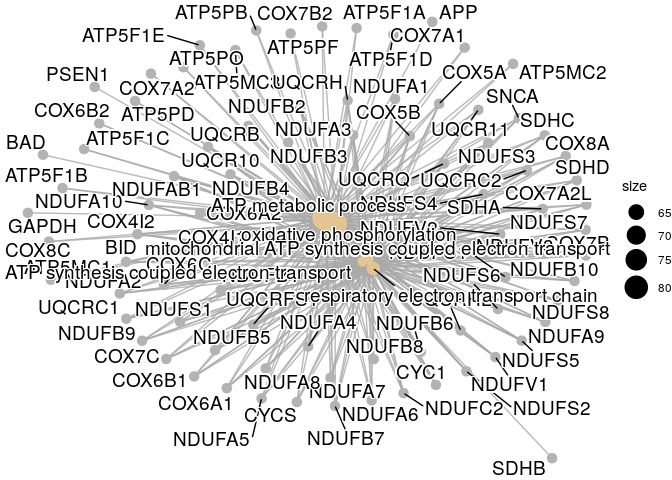 ATP5PB COX7B2 ATP5F1A APP
ATP5F1E COX7A1
ATP5PO ATP5PF ATP5F1D
PSEN1 COX7A2 UQCRH NDUFA1 COX5A ATP5MC2
COX6B2 ATP5PD NDUFB2 COX5B SNCA
ATP5F1C UQCRB NDUFA3 UQCR11 SDHC
BAD UQCR10 NDUFB3 NDUFS3 COX8A
ATP5F1B NDUFAB1 NDUFB4 UQCRQ UQCRC2 SDHD
NDUFA10 COX6A2 ATP metabolic process NDUFS4 SDHA COX7A2L
GAPDH COX4I2 oxidative phosphorylation NDUFS7
COX8C BID mitochondrial ATP synthesis coupled electron transport
ATP5MC1 ATP synthesis coupled electron transport NDUFS6 NDUFB10
NDUFA2 respiratory electron transport chain
UQCRC1 NDUFS1 NDUFS8
NDUFB9 NDUFB5 NDUFA4 NDUFB6 NDUFA9
COX7C NDUFB8 NDUFS5
COX6B1 NDUFA8 CYC1 NDUFV1
COX6A1 NDUFA7
CYCS NDUFA6 NDUFC2 NDUFS2
NDUFA5 NDUFB7
SDHB
size
65
70
75
80